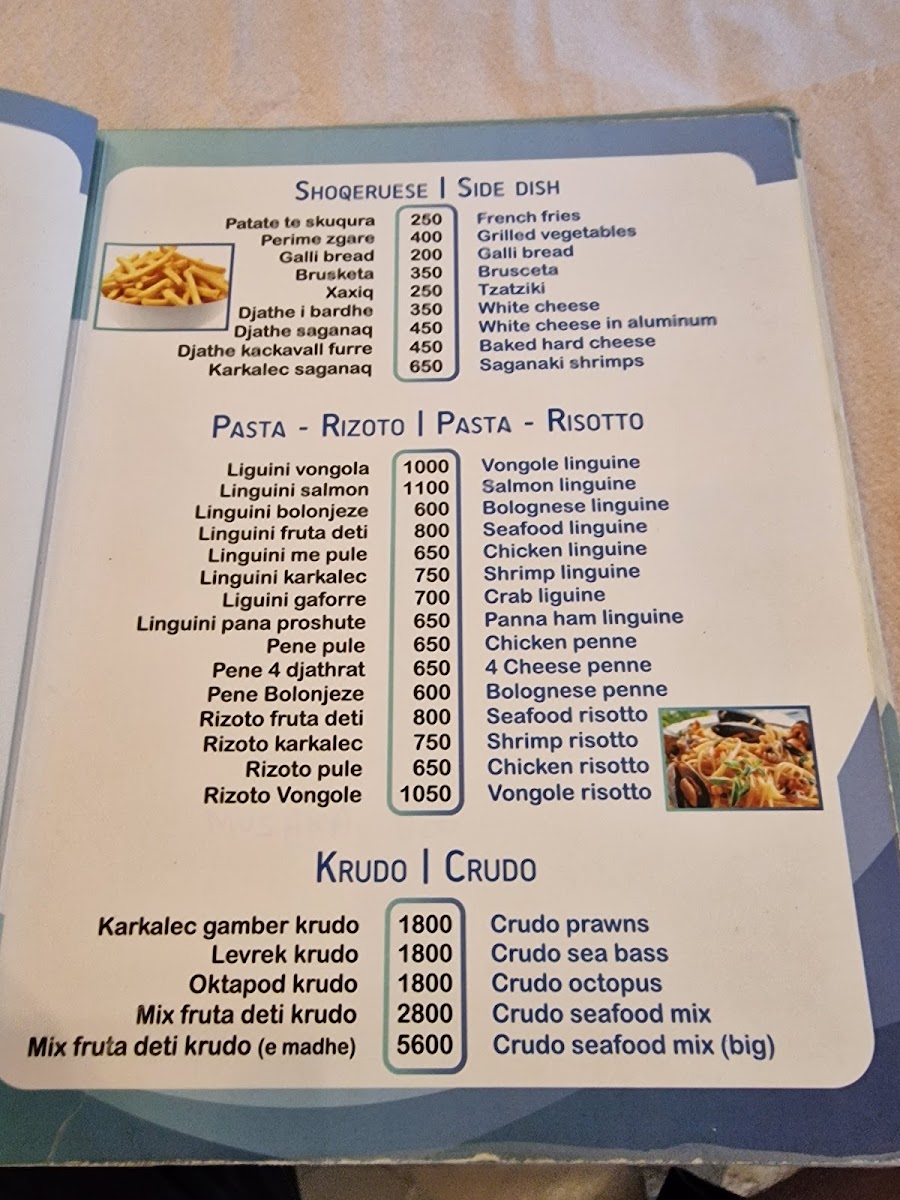 SHOQERUESE | SIDE DISH
Patate te skuqura 250 French fries
Perime zgare 400 Grilled vegetables
Galli bread 200 Galli bread
Brusketa 350 Brusceta
Xaxiq 250 Tzatziki
Djathe i bardhe 350 White cheese
Djathe saganaq 450 White cheese in aluminum
Djathe kackavall furre 450 Baked hard cheese
Karkalec saganaq 650 Saganaki shrimps
PASTA - RIZOTO | PASTA - RISOTTO
Liguini vongola 1000 Vongole linguine
Linguini salmon 1100 Salmon linguine
Linguini bolonjeze 600 Bolognese linguine
Linguini fruta deti 800 Seafood linguine
Linguini me pule 650 Chicken linguine
Linguini karkalec 750 Shrimp linguine
Liguini gaforre 700 Crab liguine
Linguini pana proshute 650 Panna ham linguine
Pene pule 650 Chicken penne
Pene 4 djathrat 650 4 Cheese penne
Pene Bolonjeze 600 Bolognese penne
Rizoto fruta deti 800 Seafood risotto
Rizoto karkalec 750 Shrimp risotto
Rizoto pule 650 Chicken risotto
Rizoto Vongole 1050 Vongole risotto
KRUDO | CRUDO
Karkalec gamber krudo 1800 Crudo prawns
Levrek krudo 1800 Crudo sea bass
Oktapod krudo 1800 Crudo octopus
Mix fruta deti krudo 2800 Crudo seafood mix
Mix fruta deti krudo (e madhe) 5600 Crudo seafood mix (big)